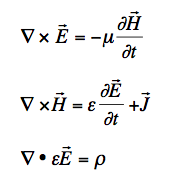 ∇ × E⃗ = −μ ∂H⃗/∂t
∇ × H⃗ = ε ∂E⃗/∂t + J⃗
∇ • εE⃗ = ρ